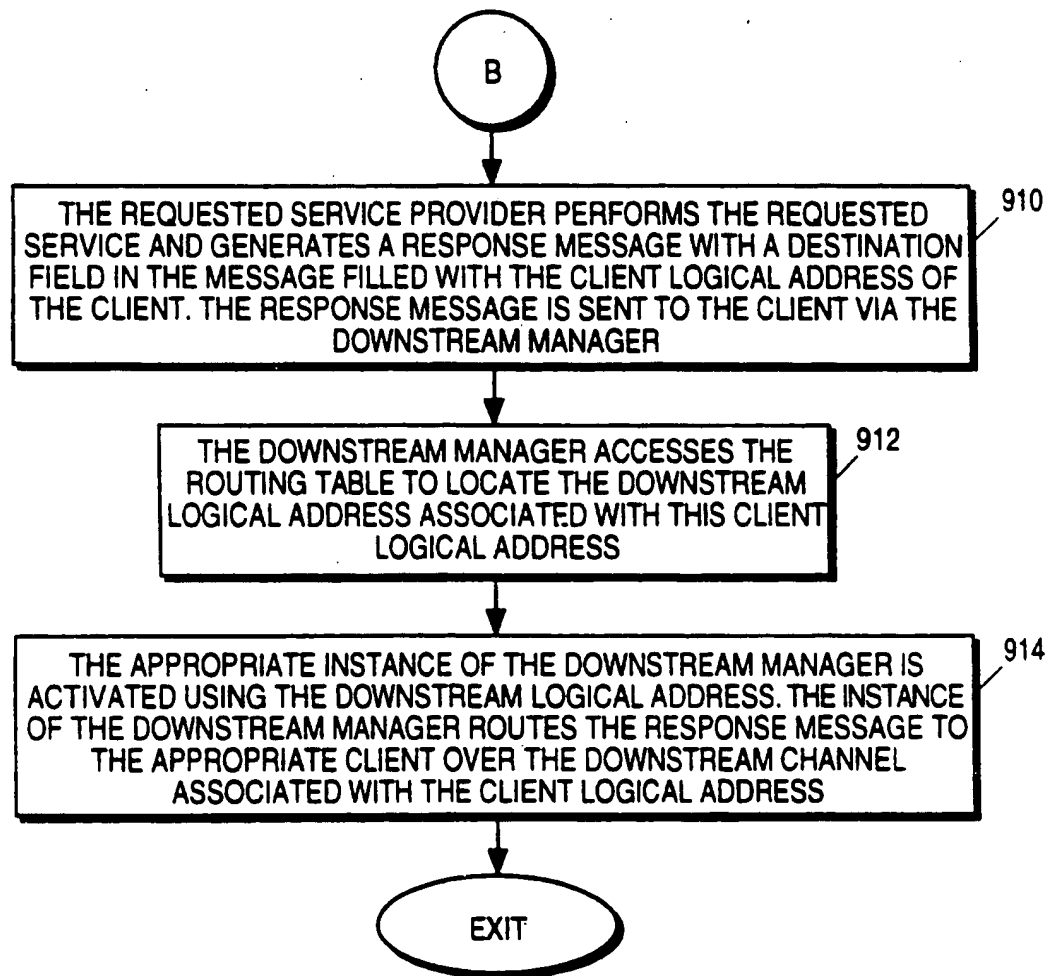 B
THE REQUESTED SERVICE PROVIDER PERFORMS THE REQUESTED
SERVICE AND GENERATES A RESPONSE MESSAGE WITH A DESTINATION
FIELD IN THE MESSAGE FILLED WITH THE CLIENT LOGICAL ADDRESS OF
THE CLIENT. THE RESPONSE MESSAGE IS SENT TO THE CLIENT VIA THE
DOWNSTREAM MANAGER
910
THE DOWNSTREAM MANAGER ACCESSES THE
ROUTING TABLE TO LOCATE THE DOWNSTREAM
LOGICAL ADDRESS ASSOCIATED WITH THIS CLIENT
LOGICAL ADDRESS
912
THE APPROPRIATE INSTANCE OF THE DOWNSTREAM MANAGER IS
ACTIVATED USING THE DOWNSTREAM LOGICAL ADDRESS. THE INSTANCE
OF THE DOWNSTREAM MANAGER ROUTES THE RESPONSE MESSAGE TO
THE APPROPRIATE CLIENT OVER THE DOWNSTREAM CHANNEL
ASSOCIATED WITH THE CLIENT LOGICAL ADDRESS
914
EXIT